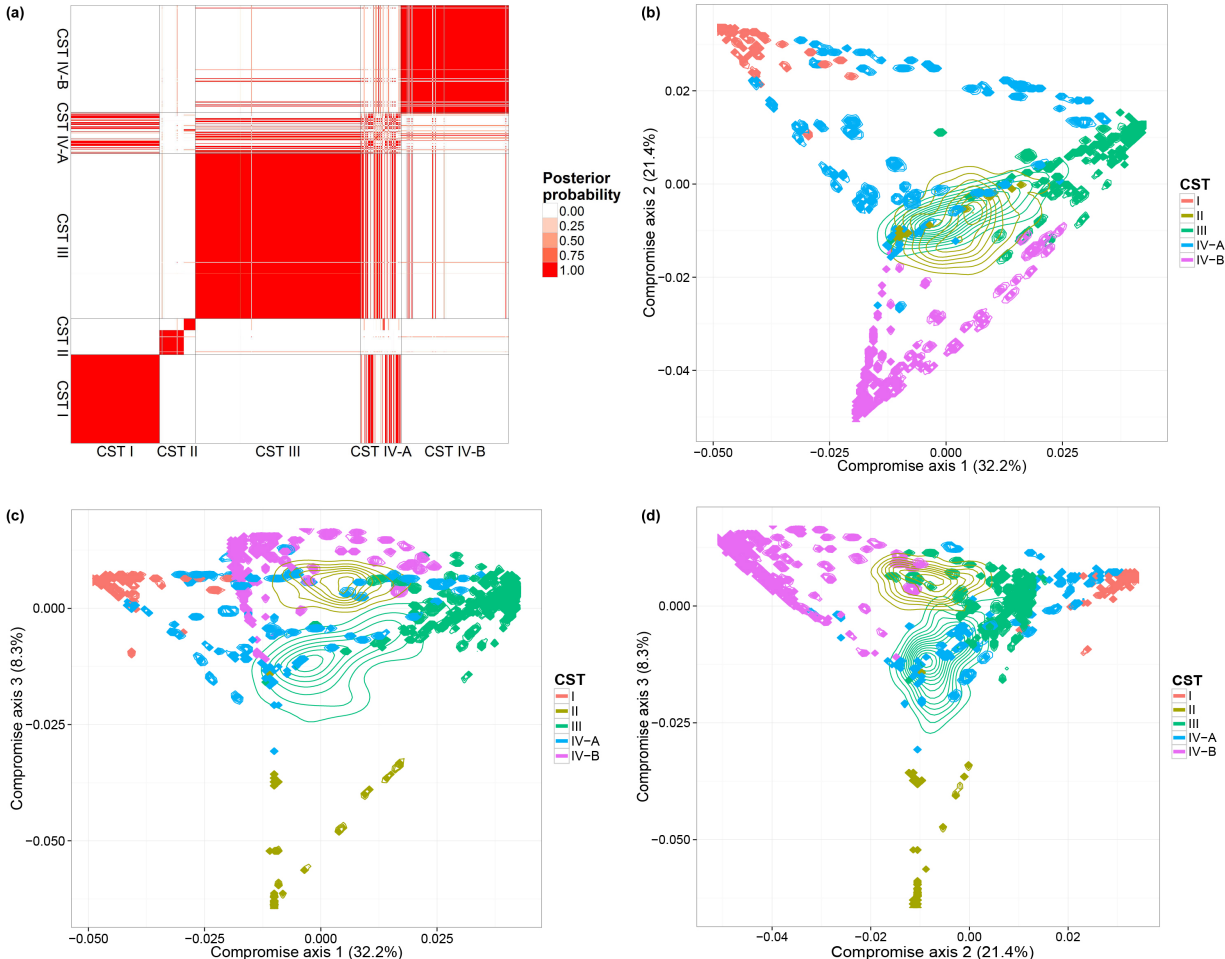 (a)
CST IV-B
CST IV-A
CST III
CST II
CST I
CST I
CST II
CST III
CST IV-A
CST IV-B
Posterior
probability
0.00
0.25
0.50
0.75
1.00
(b)
Compromise axis 2 (21.4%)
0.02
0.00
−0.02
−0.04
−0.050
−0.025
0.000
0.025
Compromise axis 1 (32.2%)
CST
I
II
III
IV−A
IV−B
(c)
Compromise axis 3 (8.3%)
0.000
−0.025
−0.050
−0.050
−0.025
0.000
0.025
Compromise axis 1 (32.2%)
CST
I
II
III
IV−A
IV−B
(d)
Compromise axis 3 (8.3%)
0.000
−0.025
−0.050
−0.04
−0.02
0.00
0.02
Compromise axis 2 (21.4%)
CST
I
II
III
IV−A
IV−B